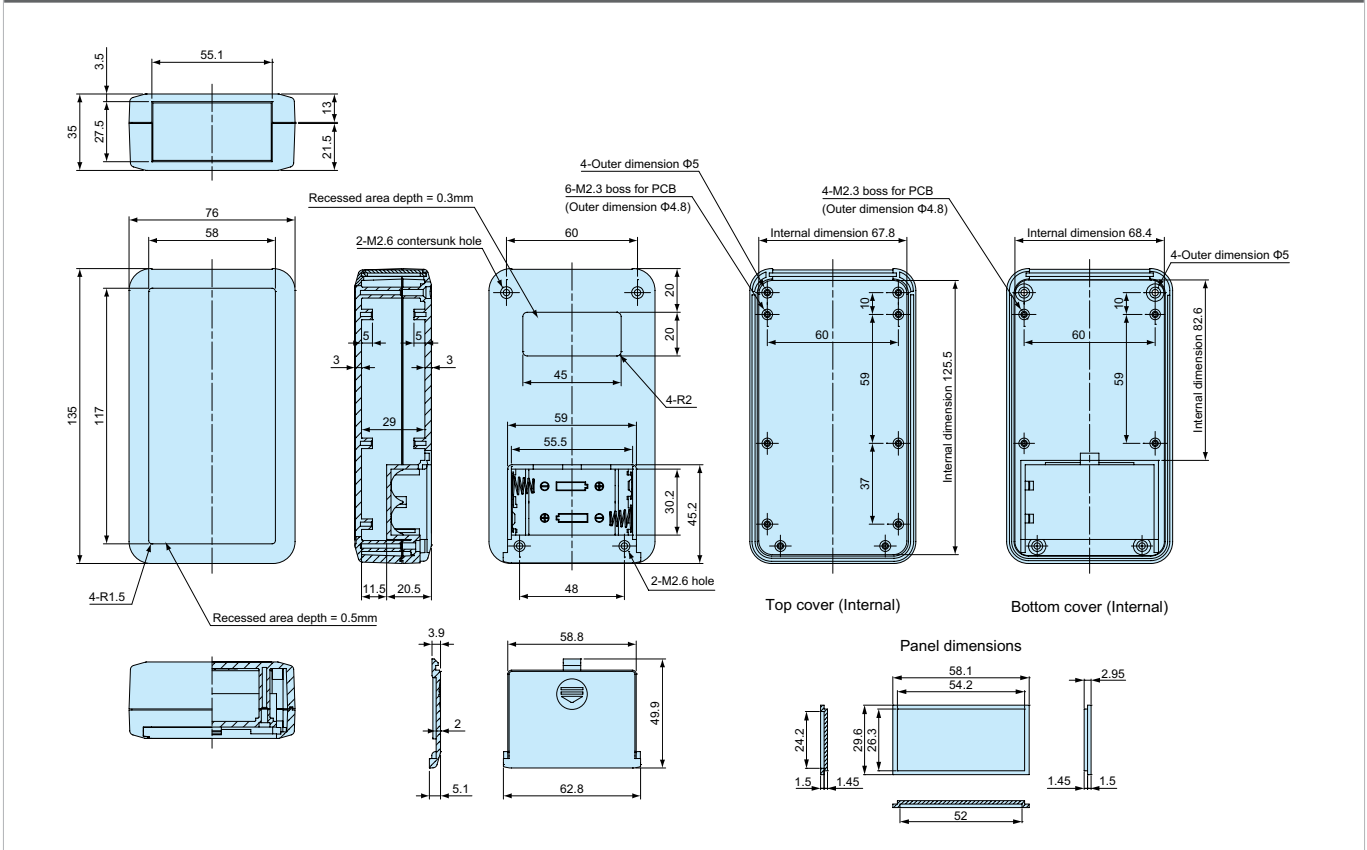 55.1
3.5
35
27.5
13
21.5
76
58
135
117
4-R1.5
Recessed area depth = 0.5mm
5
5
3
3
29
11.5
20.5
Recessed area depth = 0.3mm
2-M2.6 contersunk hole
60
20
20
45
4-R2
59
55.5
30.2
45.2
48
2-M2.6 hole
4-Outer dimension Φ5
6-M2.3 boss for PCB
(Outer dimension Φ4.8)
Internal dimension 67.8
10
60
59
37
Internal dimension 125.5
Top cover (Internal)
4-M2.3 boss for PCB
(Outer dimension Φ4.8)
Internal dimension 68.4
4-Outer dimension Φ5
10
60
59
Internal dimension 82.6
Bottom cover (Internal)
3.9
2
5.1
58.8
49.9
62.8
Panel dimensions
58.1
54.2
24.2
1.5
1.45
29.6
26.3
52
2.95
1.45
1.5